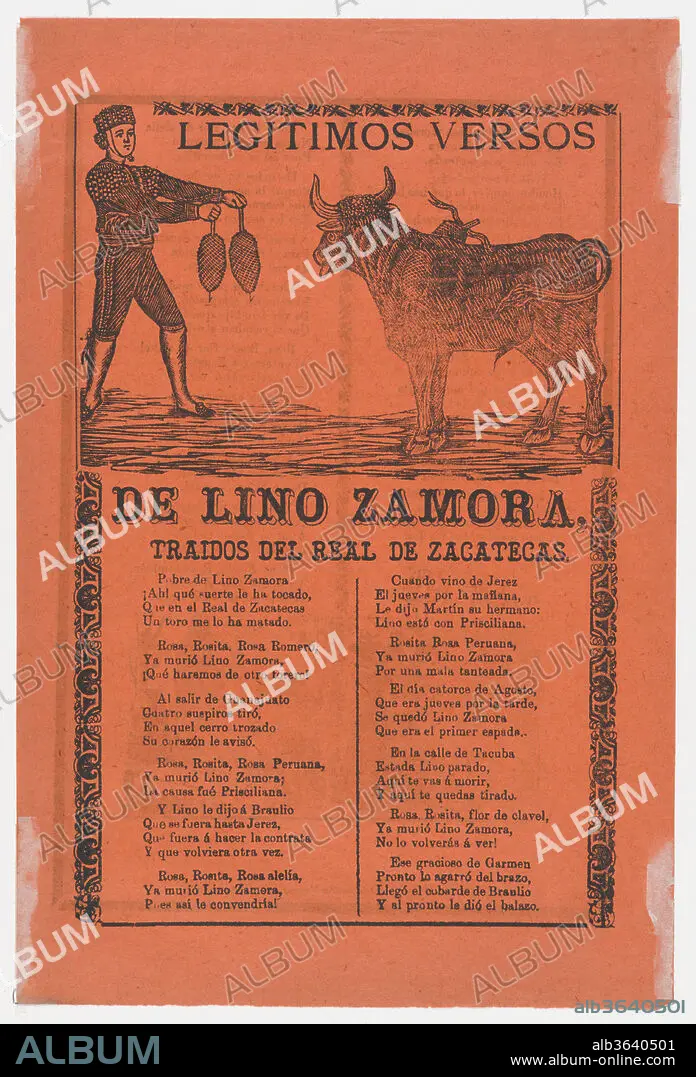 LEGITIMOS VERSOS
DE LINO ZAMORA,
TRAIDOS DEL REAL DE ZACATECAS.
Pobre de Lino Zamora
¡Ah! qué suerte le ha tocado,
Que en el Real de Zacatecas
Un toro me lo ha matado.
Rosa, Rosita, Rosa Romero,
Ya murió Lino Zamora,
¡Qué haremos de otro torero!
Al salir de Guanajuato
Cuatro suspiros tiró,
En aquel cerro trozado
Su corazón le avisó.
Rosa, Rosita, Rosa Peruana,
Ya murió Lino Zamora;
La causa fué Prisciliana.
Y Lino le dijo á Braulio
Que se fuera hasta Jerez,
Que fuera á hacer la contrata
Y que volviera otra vez.
Rosa, Rosita, Rosa alelía,
Ya murió Lino Zamora,
Pues así le convendría!
Cuando vino de Jerez
El jueves por la mañana,
Le dijo Martín su hermano:
Lino está con Prisciliana.
Rosita Rosa Peruana,
Ya murió Lino Zamora
Por una mala tanteada.
El día catorce de Agosto,
Que era jueves por la tarde,
Se quedó Lino Zamora
Que era el primer espada.
En la calle de Tacuba
Estada Lino parado,
Aquí te vas á morir,
Y aquí te quedas tirado.
Rosa, Rosita, flor de clavel,
Ya murió Lino Zamora,
No lo volverás á ver!
Ese gracioso de Garmen
Pronto lo agarró del brazo,
Llegó el cobarde de Braulio
Y al pronto le dió el balazo.
ALBUM
alb3640501
ALBUM
alb3640501
www.album-online.com